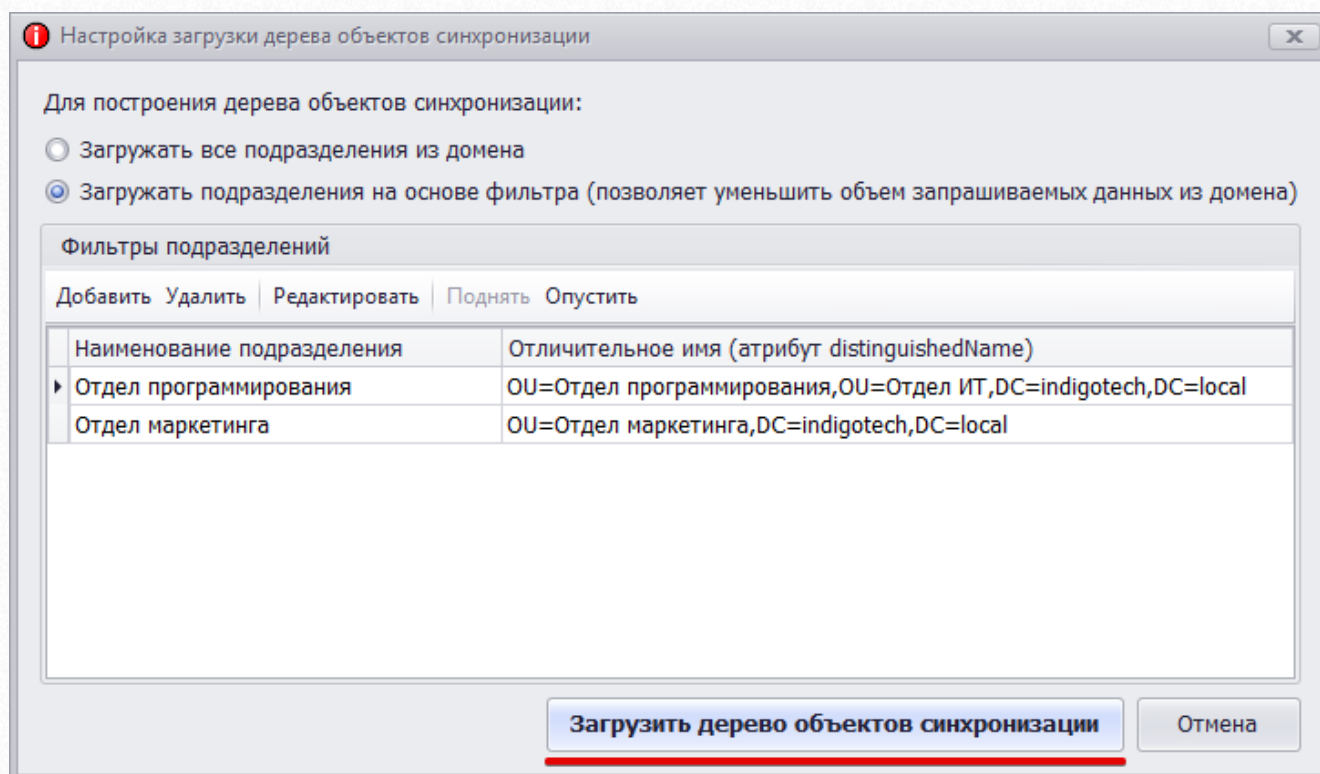 Настройка загрузки дерева объектов синхронизации
Для построения дерева объектов синхронизации:
Загружать все подразделения из домена
Загружать подразделения на основе фильтра (позволяет уменьшить объем запрашиваемых данных из домена)
Фильтры подразделений
Добавить Удалить Редактировать Поднять Опустить
Наименование подразделения Отличительное имя (атрибут distinguishedName)
Отдел программирования OU=Отдел программирования,OU=Отдел ИТ,DC=indigotech,DC=local
Отдел маркетинга OU=Отдел маркетинга,DC=indigotech,DC=local
Загрузить дерево объектов синхронизации Отмена